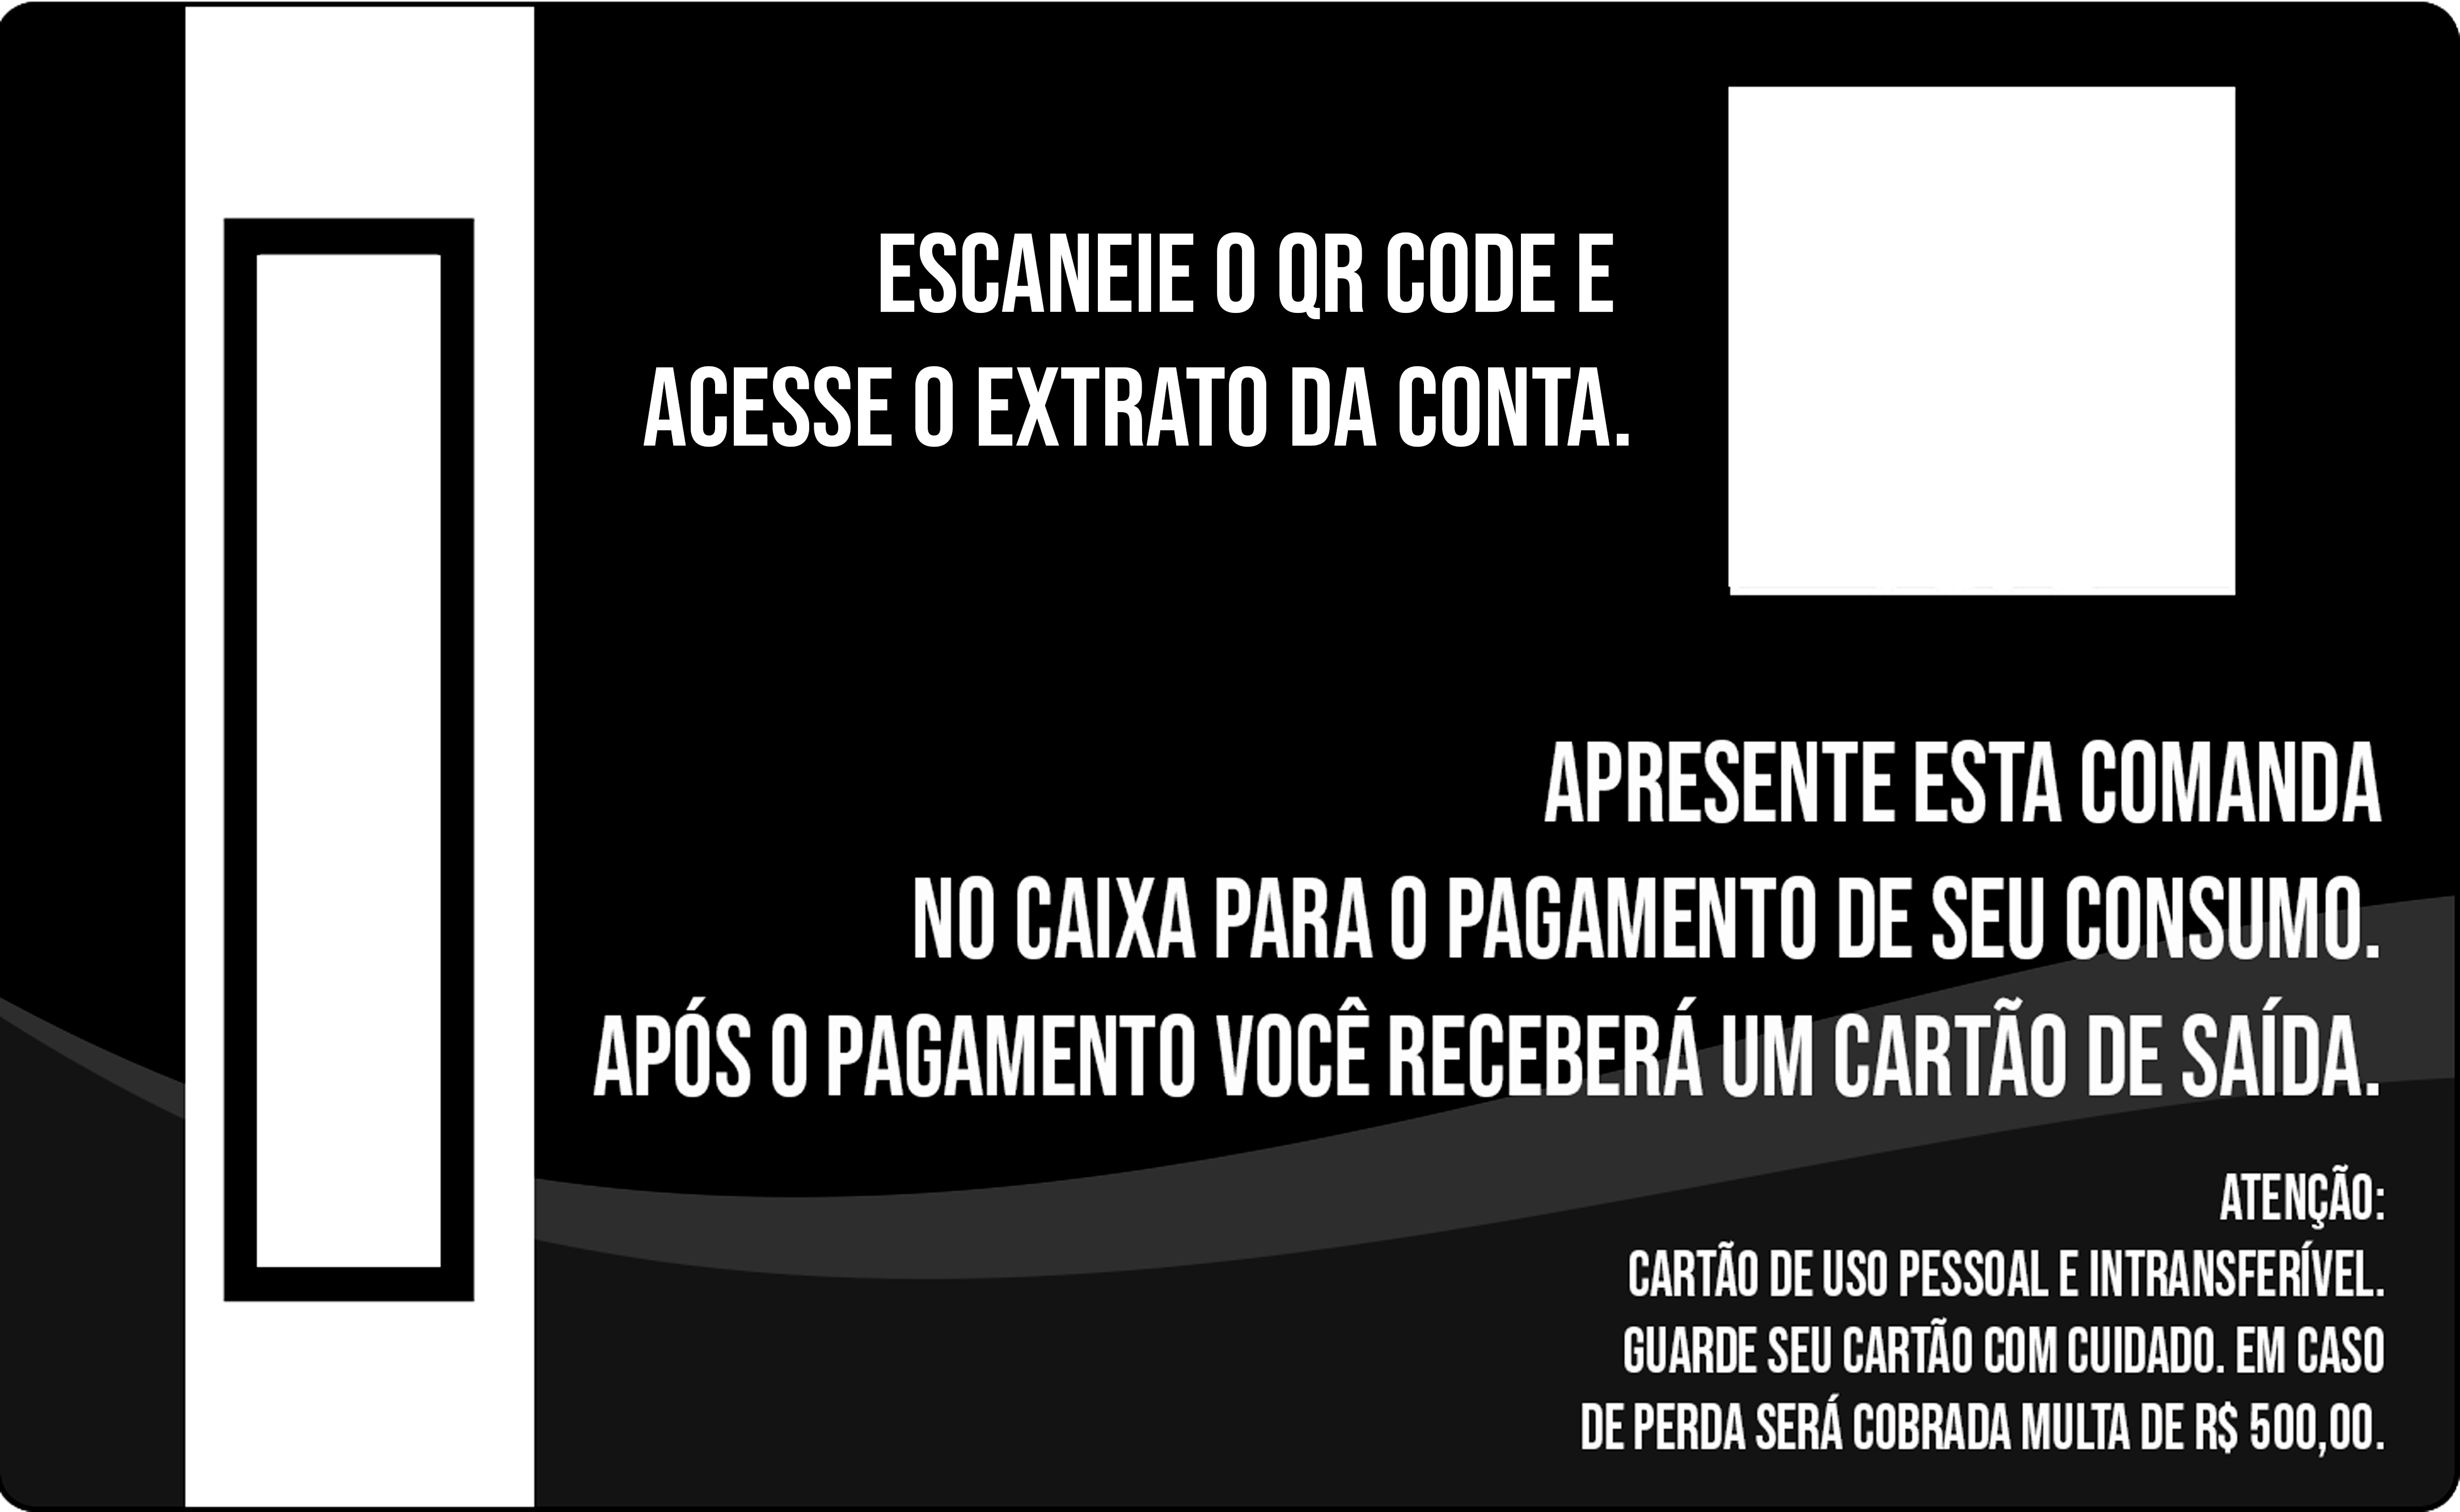 ESCANEIE O QR CODE E
ACESSE O EXTRATO DA CONTA.
APRESENTE ESTA COMANDA
NO CAIXA PARA O PAGAMENTO DE SEU CONSUMO.
APÓS O PAGAMENTO VOCÊ RECEBERÁ UM CARTÃO DE SAÍDA.
ATENÇÃO:
CARTÃO DE USO PESSOAL E INTRANSFERÍVEL.
GUARDE SEU CARTÃO COM CUIDADO. EM CASO
DE PERDA SERÁ COBRADA MULTA DE R$ 500,00.